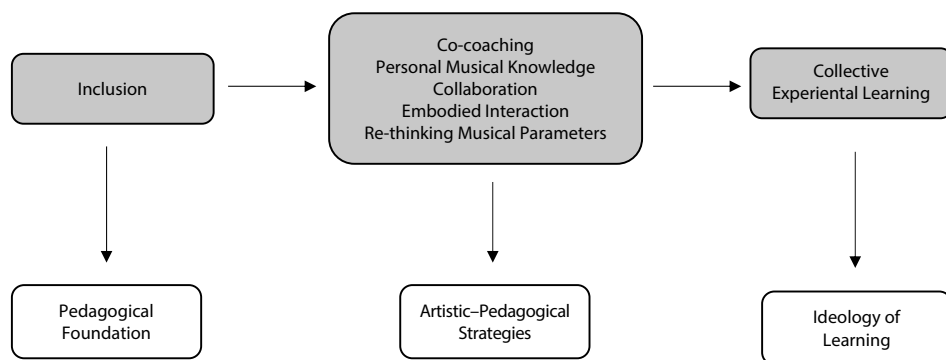 Inclusion
Co-coaching
Personal Musical Knowledge
Collaboration
Embodied Interaction
Re-thinking Musical Parameters
Collective
Experiental Learning
Pedagogical
Foundation
Artistic–Pedagogical
Strategies
Ideology of
Learning